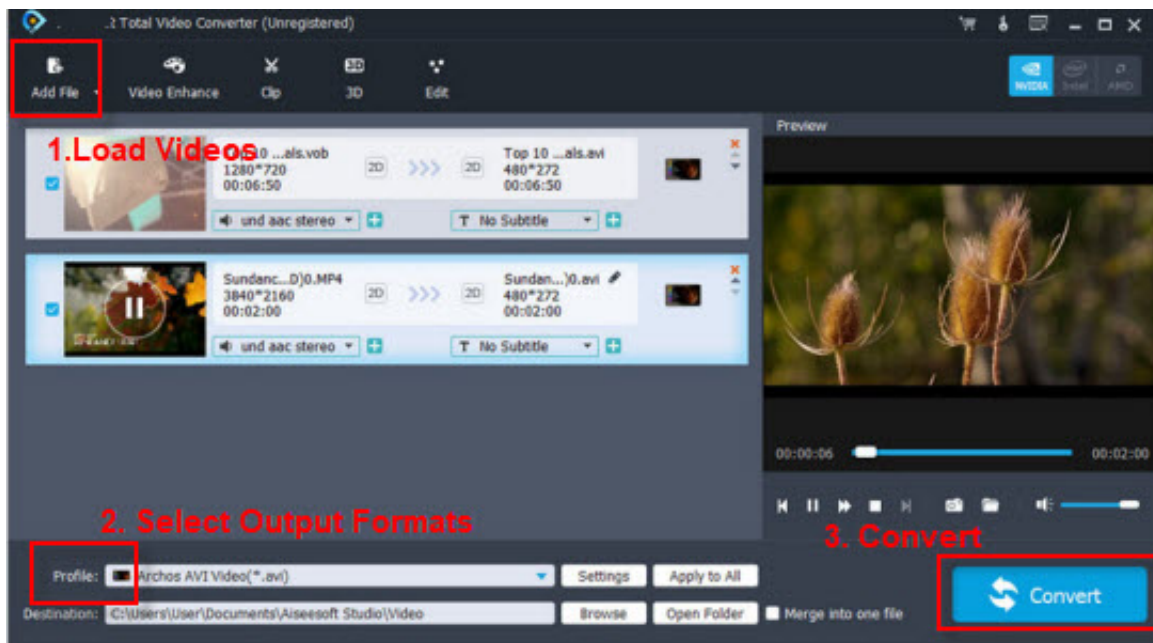 Total Video Converter (Unregistered)
Add File
Video Enhance
Clip
3D
3D
Edit
NVIDIA
intel
AMD
Preview
1.Load Videos
10 ...als.vob
1280*720
00:06:50
2D
>>>
2D
Top 10 ...als.avi
480*272
00:06:50
und aac stereo
T No Subtitle
Sundanc...D)0.MP4
3840*2160
00:02:00
2D
>>>
2D
Sundan...)0.avi
480*272
00:02:00
und aac stereo
T No Subtitle
00:00:06
00:02:00
2. Select Output Formats
3. Convert
Profile:
Archos AVI Video(*.avi)
Settings
Apply to All
Convert
Destination:
C:\Users\User\Documents\Aiseesoft Studio\Video
Browse
Open Folder
Merge into one file